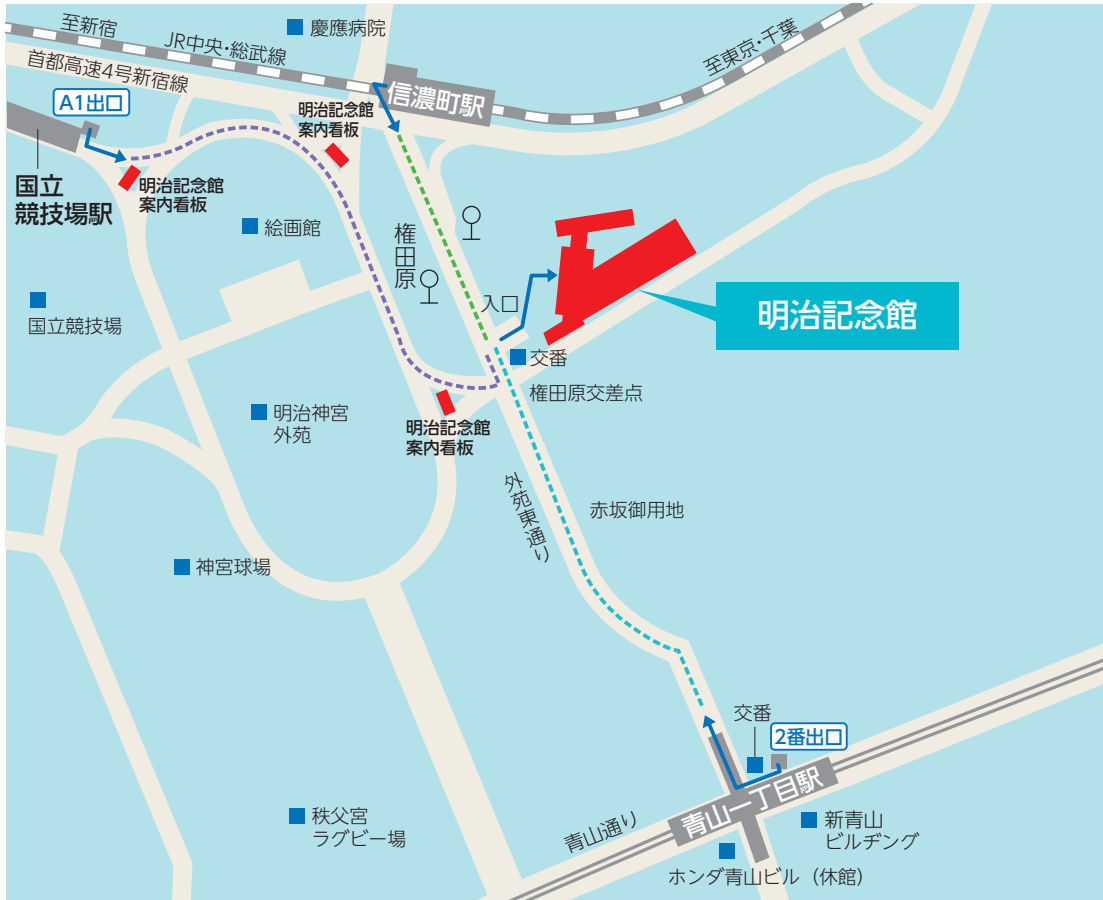 慶應病院
至新宿
JR中央・総武線
首都高速4号新宿線
至東京・千葉
信濃町駅
A1出口
明治記念館
案内看板
国立
競技場駅
明治記念館
案内看板
絵画館
権田原
入口
明治記念館
国立競技場
交番
権田原交差点
明治神宮
外苑
明治記念館
案内看板
外苑東通り
赤坂御用地
神宮球場
交番
2番出口
青山一丁目駅
青山通り
秩父宮
ラグビー場
新青山
ビルヂング
ホンダ青山ビル（休館）